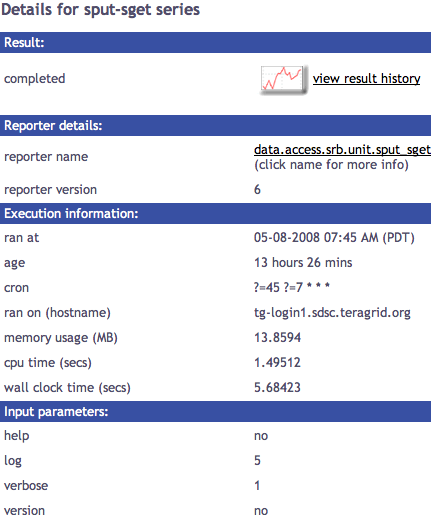 Details for sput-sget series
Result:
completed view result history
Reporter details:
reporter name data.access.srb.unit.sput_sget
(click name for more info)
reporter version 6
Execution information:
ran at 05-08-2008 07:45 AM (PDT)
age 13 hours 26 mins
cron ?=45 ?=7 * * *
ran on (hostname) tg-login1.sdsc.teragrid.org
memory usage (MB) 13.8594
cpu time (secs) 1.49512
wall clock time (secs) 5.68423
Input parameters:
help no
log 5
verbose 1
version no